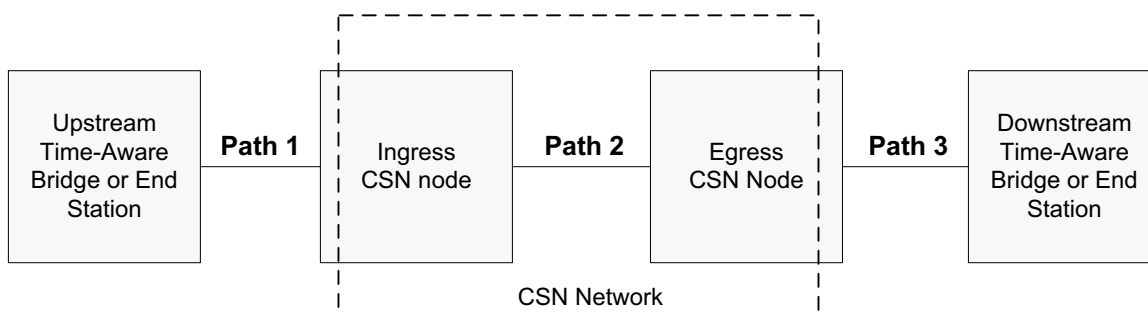 Upstream
Time-Aware
Bridge or End
Station
Path 1
Ingress
CSN node
Path 2
Egress
CSN Node
Path 3
Downstream
Time-Aware
Bridge or End
Station
CSN Network